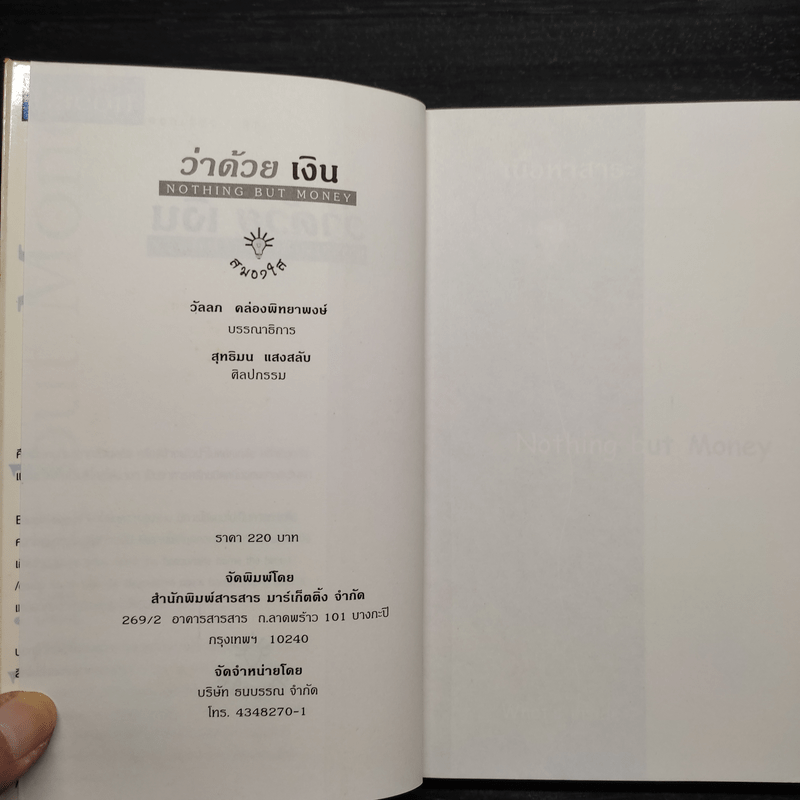 ว่าด้วย เงิน
NOTHING BUT MONEY
สมองใส
วัลลภ คล่องพิทยาพงษ์
บรรณาธิการ
สุทธิมน แสงสลับ
ศิลปกรรม
ราคา 220 บาท
จัดพิมพ์โดย
สำนักพิมพ์สารสาร มาร์เก็ตติ้ง จำกัด
269/2 อาคารสารสาร ถ.ลาดพร้าว 101 บางกะปิ
กรุงเทพฯ 10240
จัดจำหน่ายโดย
บริษัท ธนบรรณ จำกัด
โทร. 4348270-1
Nothing but Money